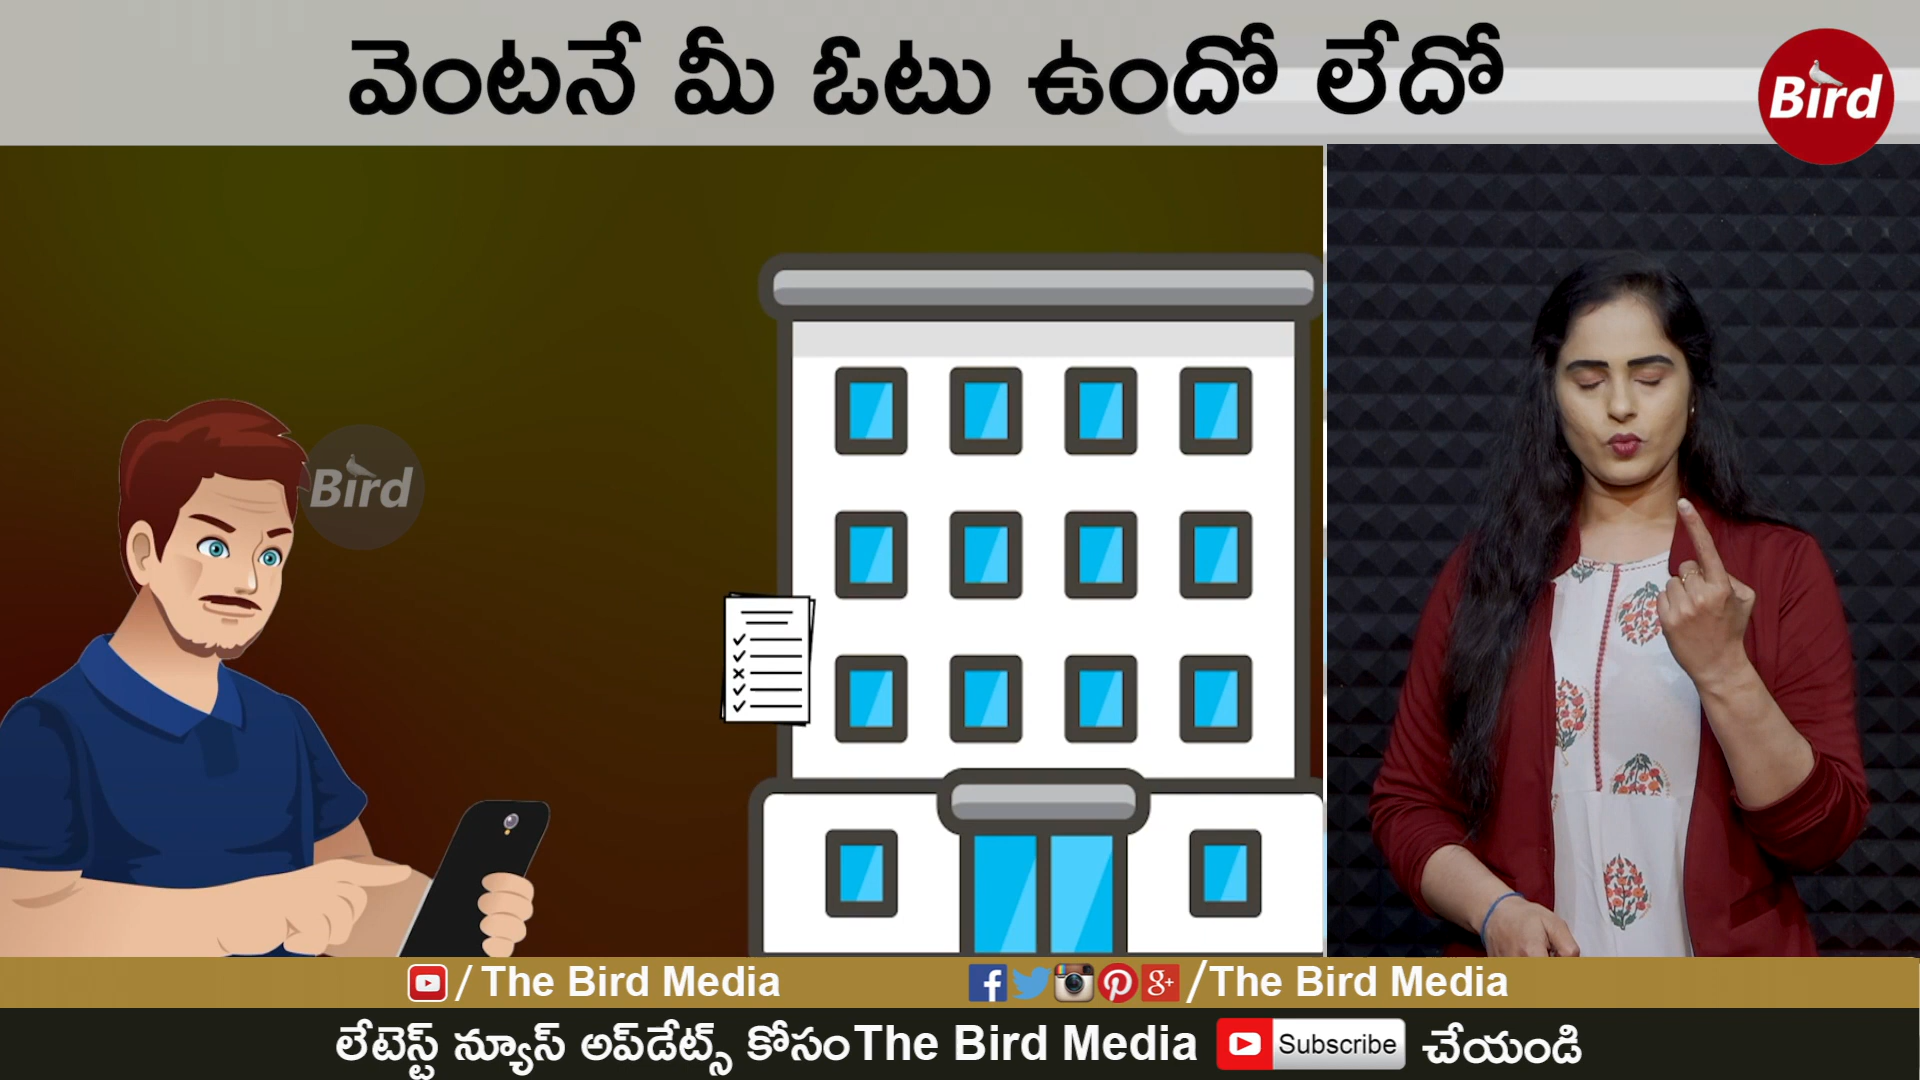 వెంటనే మీ ఓటు ఉందో లేదో
Bird
Bird
/ The Bird Media
/The Bird Media
లేటెస్ట్ న్యూస్ అప్‌డేట్స్ కోసం The Bird Media Subscribe చేయండి